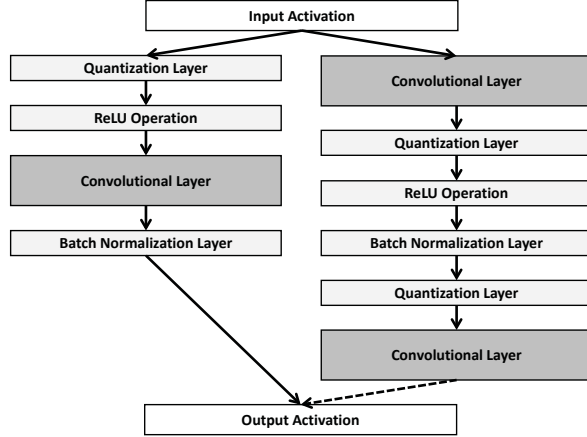 Input Activation
Quantization Layer
ReLU Operation
Convolutional Layer
Batch Normalization Layer
Convolutional Layer
Quantization Layer
ReLU Operation
Batch Normalization Layer
Quantization Layer
Convolutional Layer
Output Activation